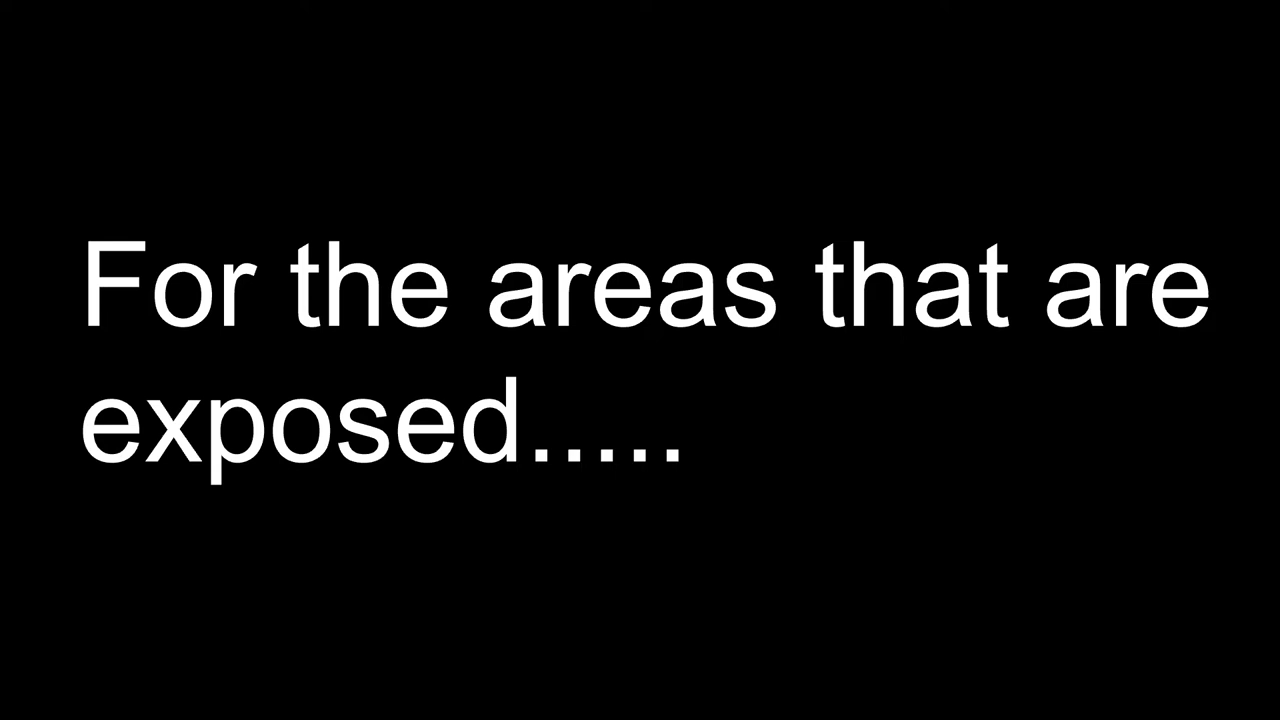 For the areas that are
exposed.....